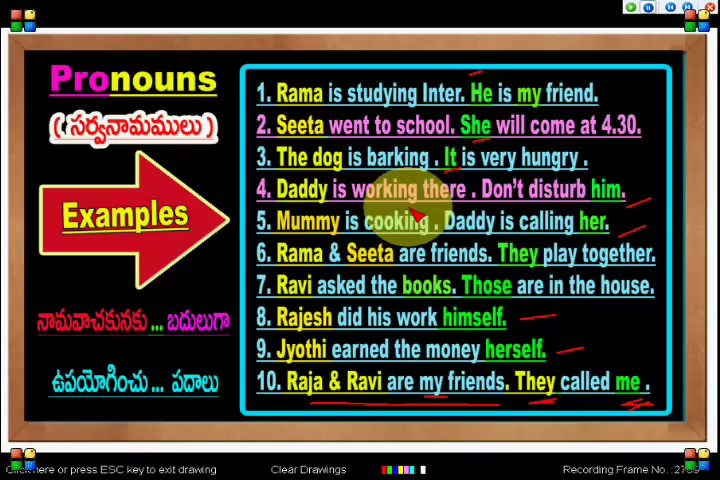 Pronouns
( సర్వనామములు )
Examples
నామవాచకునకు ... బదులుగా
ఉపయోగించు ... పదాలు
1. Rama is studying Inter. He is my friend.
2. Seeta went to school. She will come at 4.30.
3. The dog is barking . It is very hungry .
4. Daddy is working there . Don't disturb him.
5. Mummy is cooking . Daddy is calling her.
6. Rama & Seeta are friends. They play together.
7. Ravi asked the books. Those are in the house.
8. Rajesh did his work himself.
9. Jyothi earned the money herself.
10. Raja & Ravi are my friends. They called me .
here or press ESC key to exit drawing
Clear Drawings
Recording Frame No. :